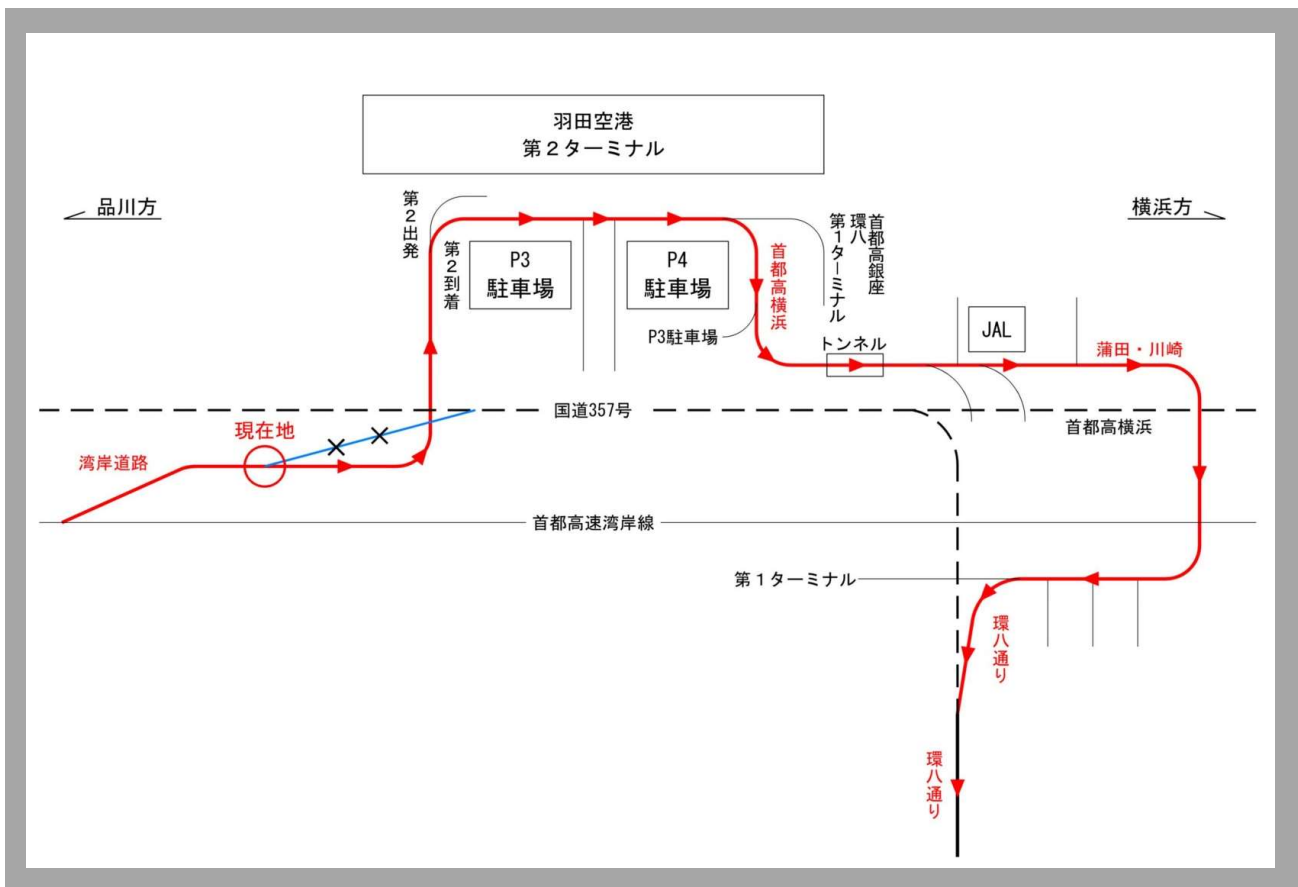 羽田空港
第2ターミナル
品川方
横浜方
第2出発
第2到着
P3
駐車場
P4
駐車場
首都高横浜
首都高銀座
環八
第1ターミナル
P3駐車場
トンネル
JAL
蒲田・川崎
国道357号
首都高横浜
現在地
湾岸道路
首都高速湾岸線
第1ターミナル
環八通り
環八通り